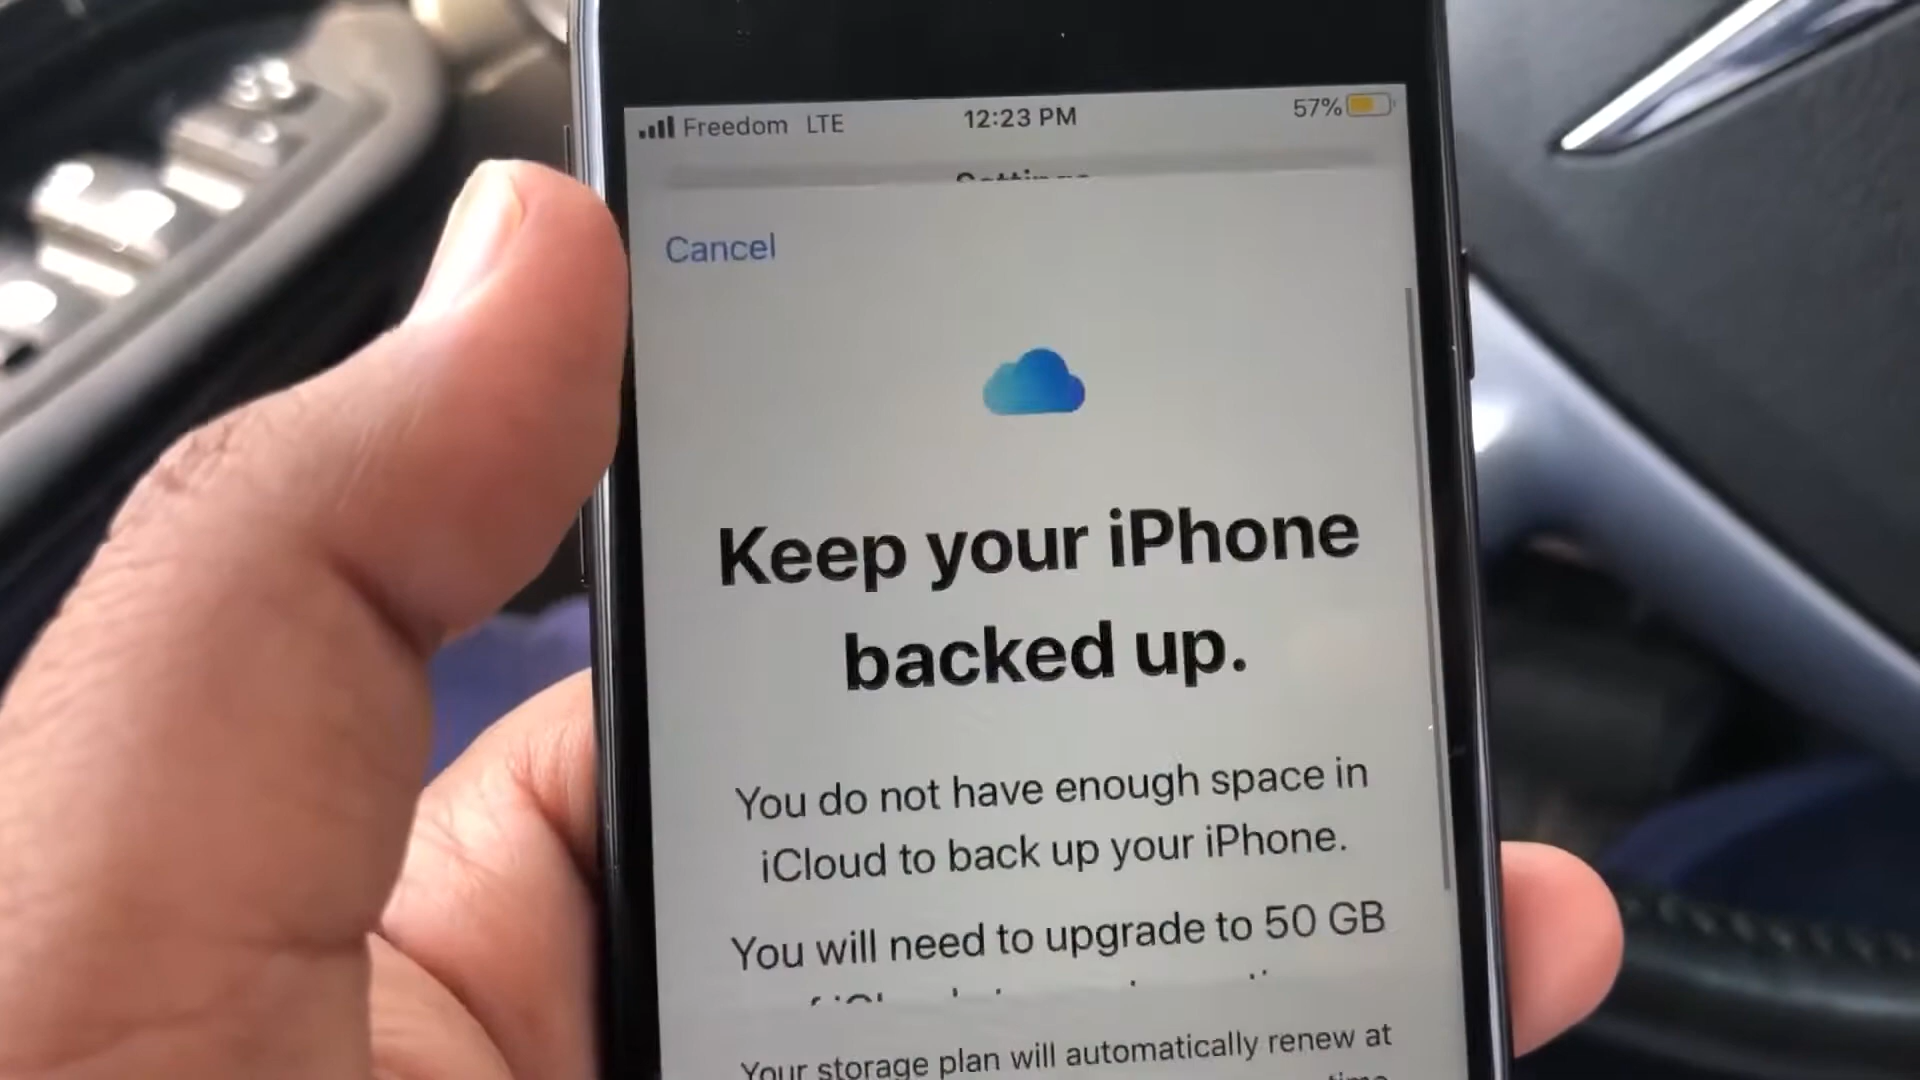 Freedom LTE 12:23 PM 57%
Cancel
Keep your iPhone
backed up.
You do not have enough space in
iCloud to back up your iPhone.
You will need to upgrade to 50 GB
Your storage plan will automatically renew at